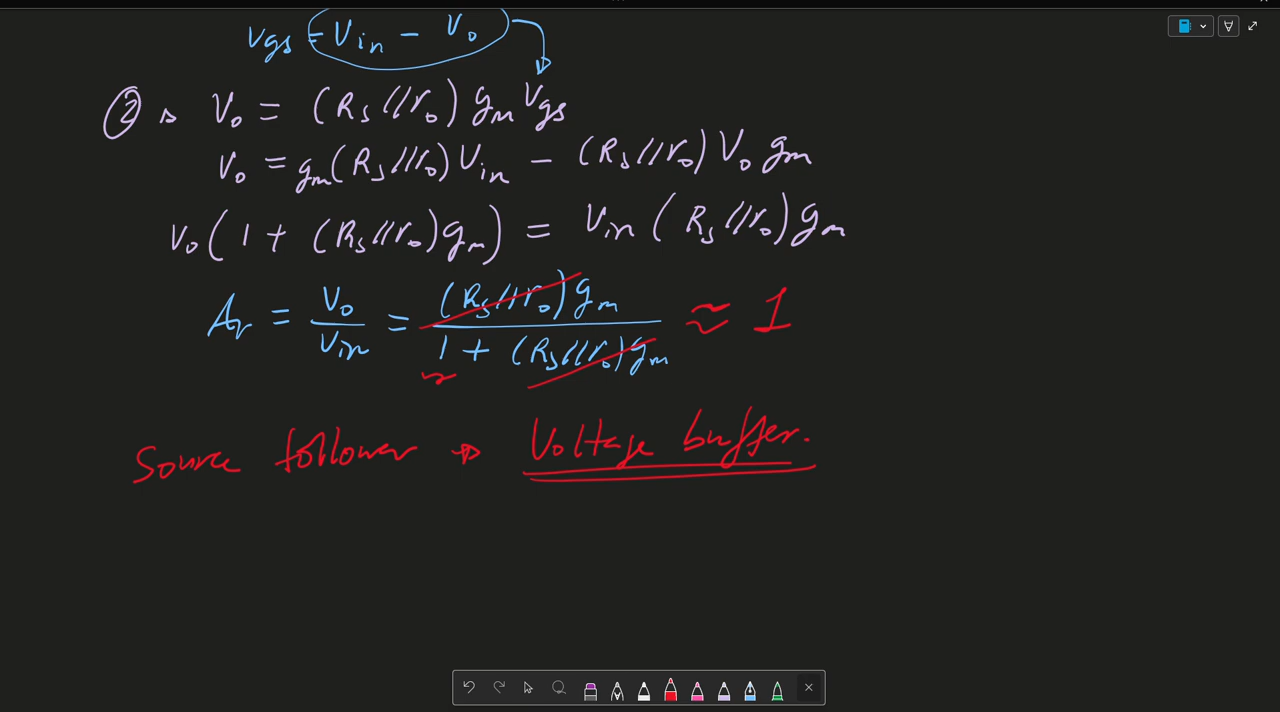 Vgs = Vin - Vo
② Vo = (Rs//ro) gm Vgs
Vo = gm(Rs//ro)Vin - (Rs//ro)Vo gm
Vo(1 + (Rs//ro)gm) = Vin (Rs//ro)gm
Av = Vo/Vin = (Rs//ro)gm / 1 + (Rs//ro)gm ≈ 1
Source follower → Voltage buffer.